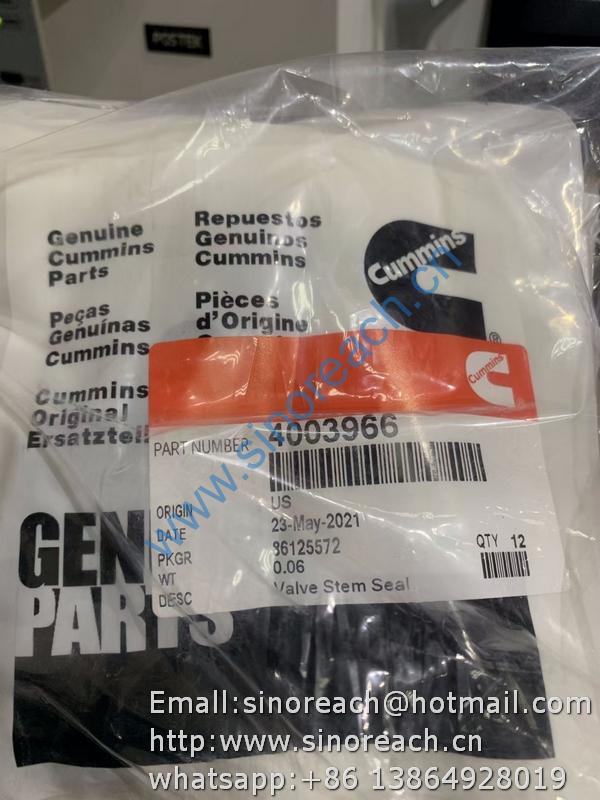 POSTEK
Genuine
Cummins
Parts
Repuestos
Genuinos
Cummins
Cummins
®
Peças
Genuínas
Cummins
Pièces
d'Origine
Cummins
Original
Ersatzteil
Cummins
PART NUMBER 4003966
ORIGIN US
DATE 23-May-2021
PKGR 86125572
WT 0.06
DESC Valve Stem Seal
QTY 12
GEN
PARTS
www.sinoreach.cn
Email:sinoreach@hotmail.com
http:www.sinoreach.cn
whatsapp:+86 13864928019